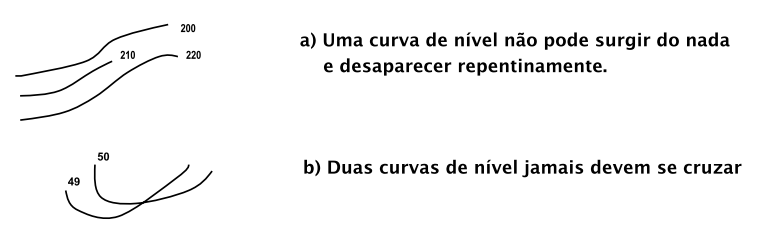 200
210
220
a) Uma curva de nível não pode surgir do nada
e desaparecer repentinamente.
50
49
b) Duas curvas de nível jamais devem se cruzar